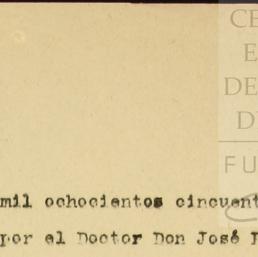 CE
E
DE
D
FU
mil ochocientos cincuent
por el Doctor Don José